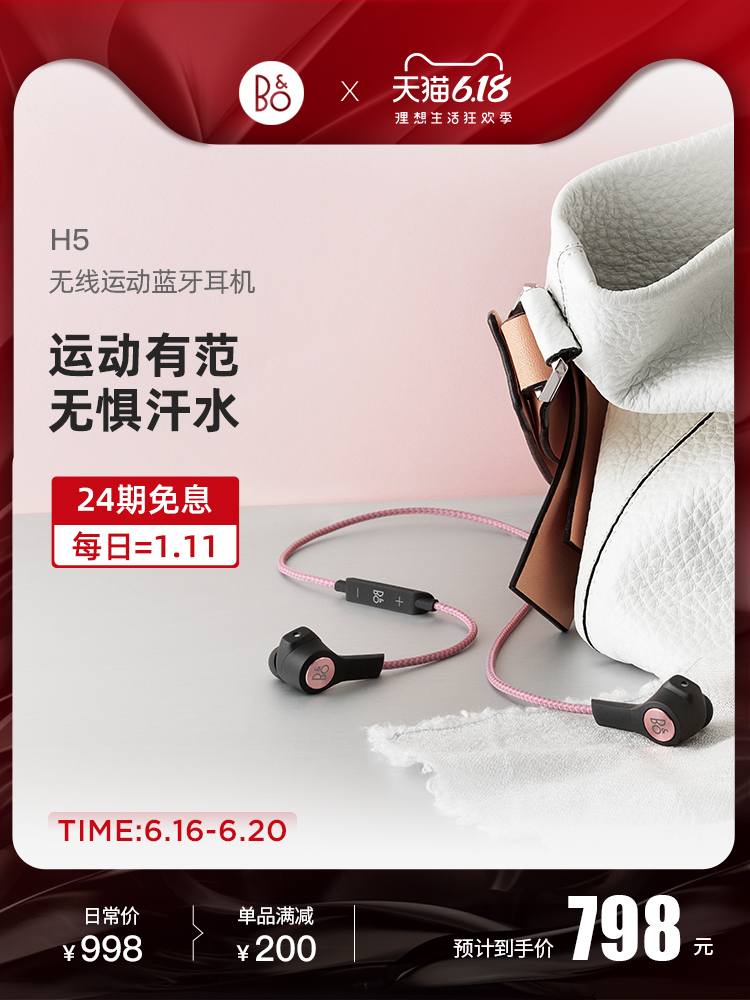 B&O X 天猫6.18
理想生活狂欢季
H5
无线运动蓝牙耳机
运动有范
无惧汗水
24期免息
每日=1.11
B&O
B&O
B&O
TIME:6.16-6.20
日常价
¥998
单品满减
¥200
预计到手价 798 元